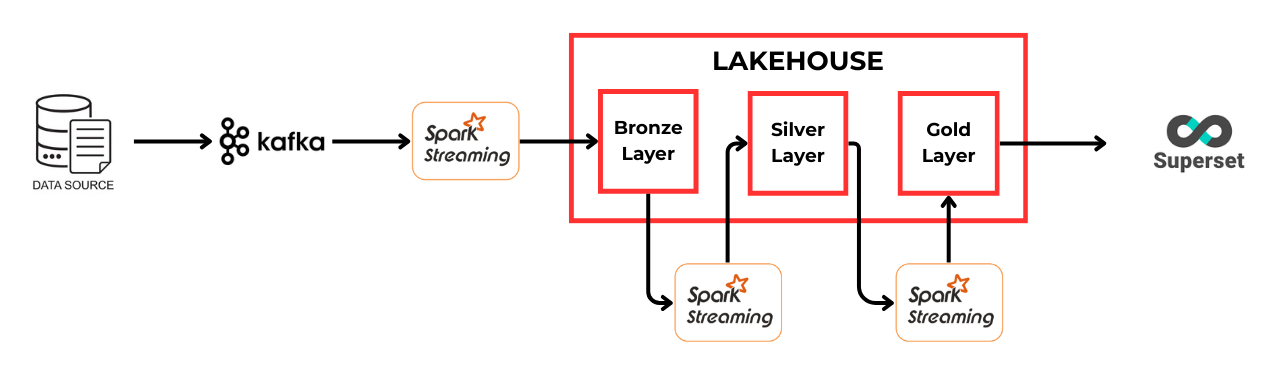 LAKEHOUSE
DATA SOURCE
kafka
Spark
Streaming
Bronze
Layer
Silver
Layer
Gold
Layer
Superset
Spark
Streaming
Spark
Streaming